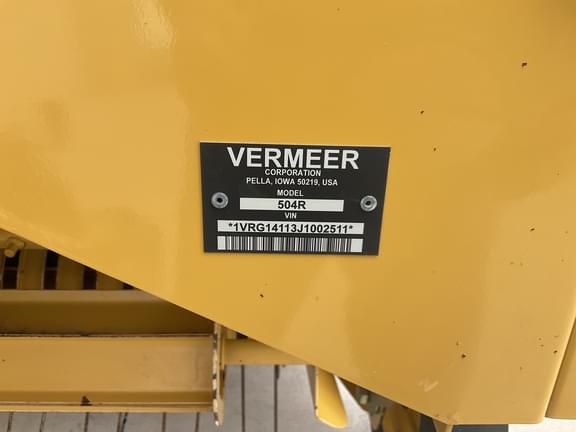 VERMEER
CORPORATION
PELLA, IOWA 50219, USA
MODEL
504R
VIN
*1VRG14113J1002511*